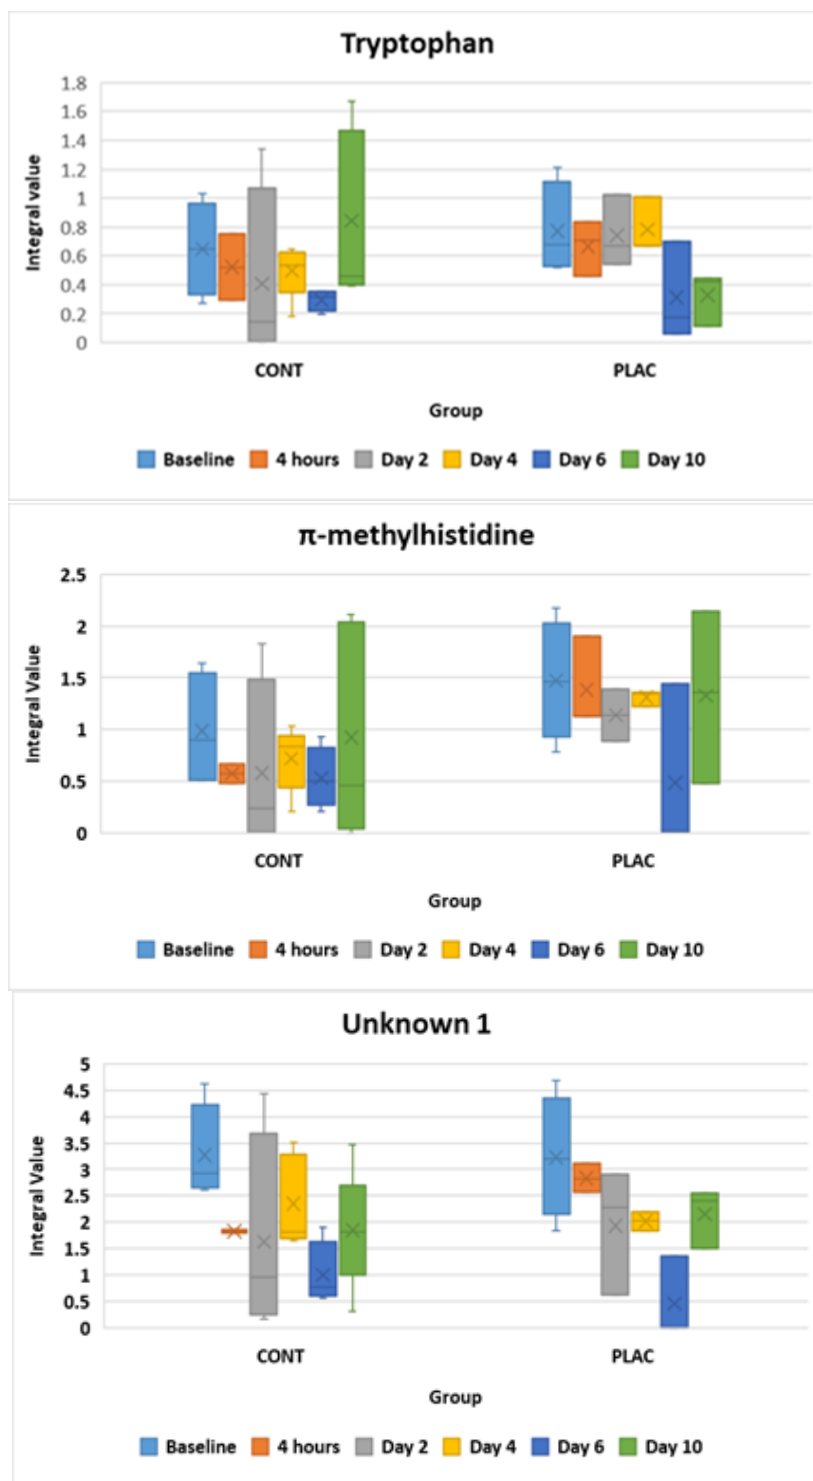 Tryptophan
1.8
1.6
1.4
1.2
1
0.8
0.6
0.4
0.2
0
Integral value
CONT PLAC
Group
Baseline 4 hours Day 2 Day 4 Day 6 Day 10
π-methylhistidine
2.5
2
1.5
1
0.5
0
Integral Value
CONT PLAC
Group
Baseline 4 hours Day 2 Day 4 Day 6 Day 10
Unknown 1
5
4.5
4
3.5
3
2.5
2
1.5
1
0.5
0
Integral Value
CONT PLAC
Group
Baseline 4 hours Day 2 Day 4 Day 6 Day 10